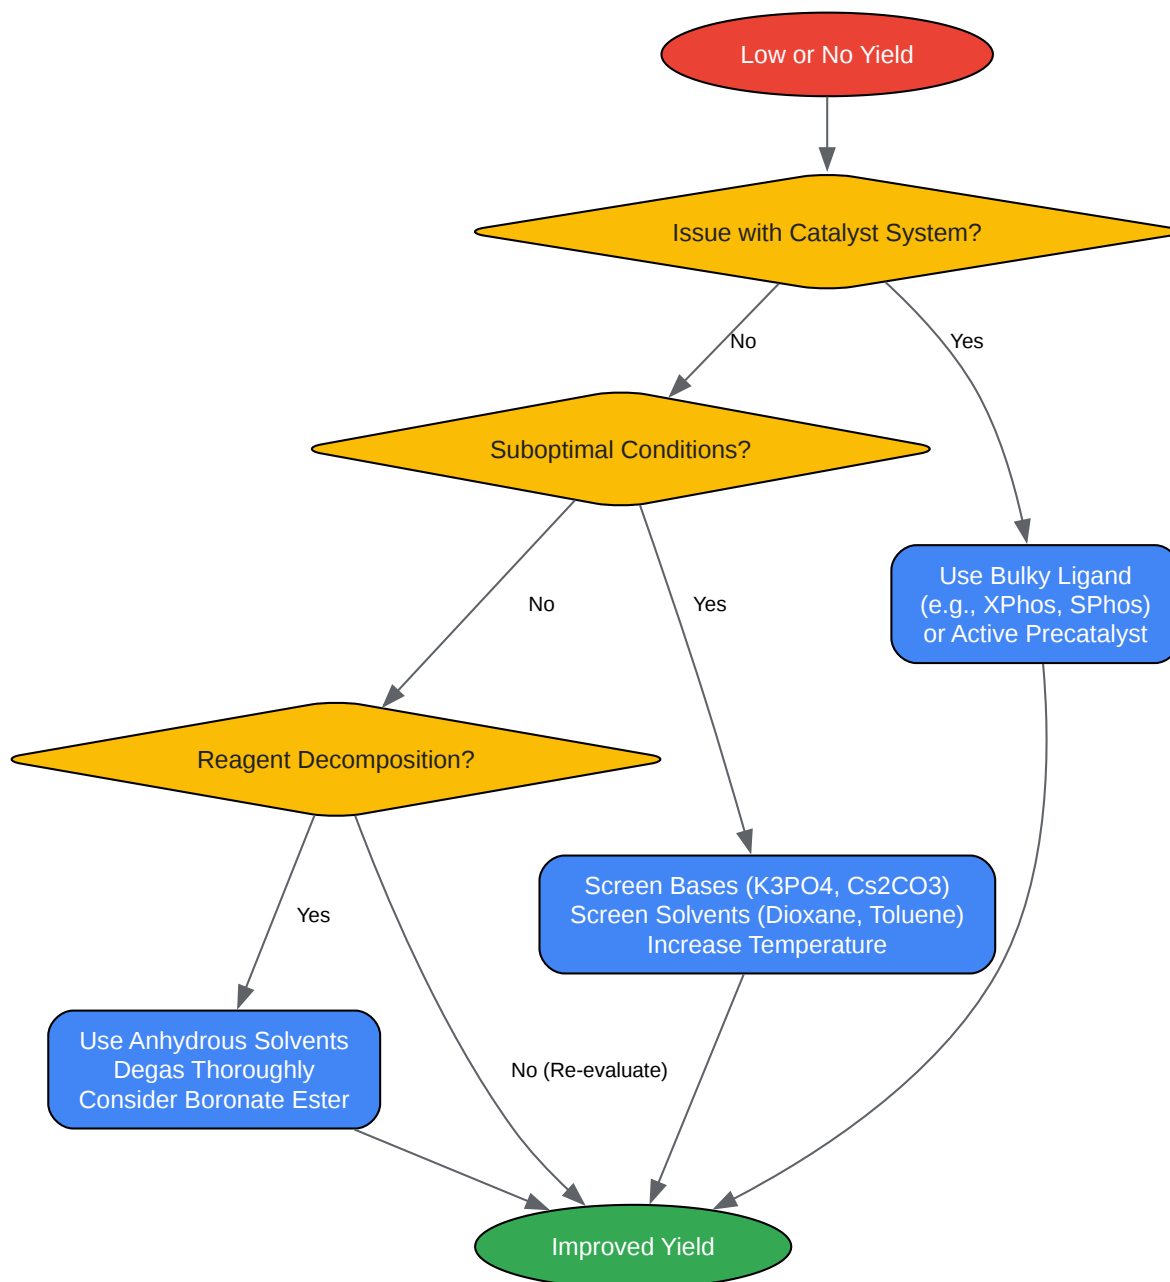 Low or No Yield
Issue with Catalyst System?
No
Yes
Suboptimal Conditions?
Use Bulky Ligand
(e.g., XPhos, SPhos)
or Active Precatalyst
No
Yes
Reagent Decomposition?
Screen Bases (K3PO4, Cs2CO3)
Screen Solvents (Dioxane, Toluene)
Increase Temperature
Yes
Use Anhydrous Solvents
Degas Thoroughly
Consider Boronate Ester
No (Re-evaluate)
Improved Yield